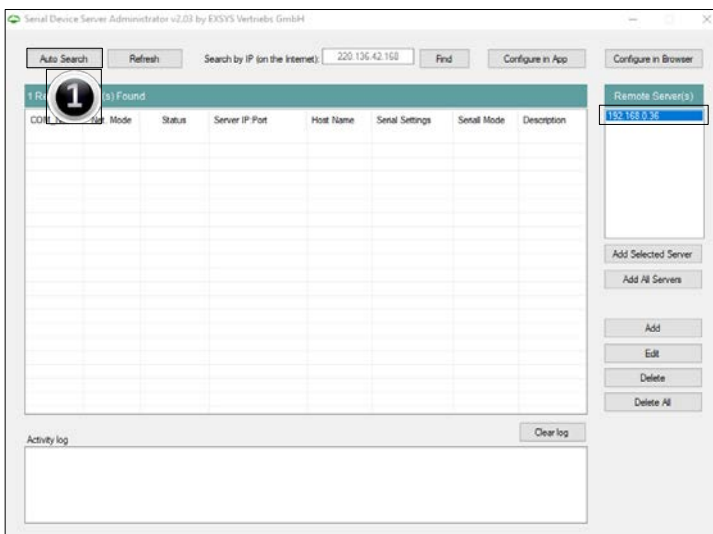 Serial Device Server Administrator v2.03 by EXSYS Vertriebs GmbH
Auto Search
Refresh
Search by IP (on the Internet):
220.136.42.168
Find
Configure in App
Configure in Browser
1
1 R (s) Found
Remote Server(s)
Net. Mode
Status
Server IP:Port
Host Name
Serial Settings
Serial Mode
Description
192.168.0.36
Add Selected Server
Add All Servers
Add
Edit
Delete
Delete All
Clear log
Activity log